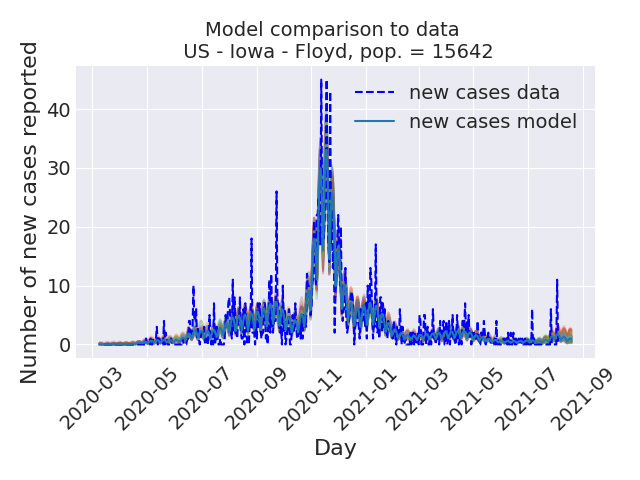 Model comparison to data
US - Iowa - Floyd, pop. = 15642
Number of new cases reported
40
30
20
10
0
new cases data
new cases model
2020-03
2020-05
2020-07
2020-09
2020-11
2021-01
2021-03
2021-05
2021-07
2021-09
Day